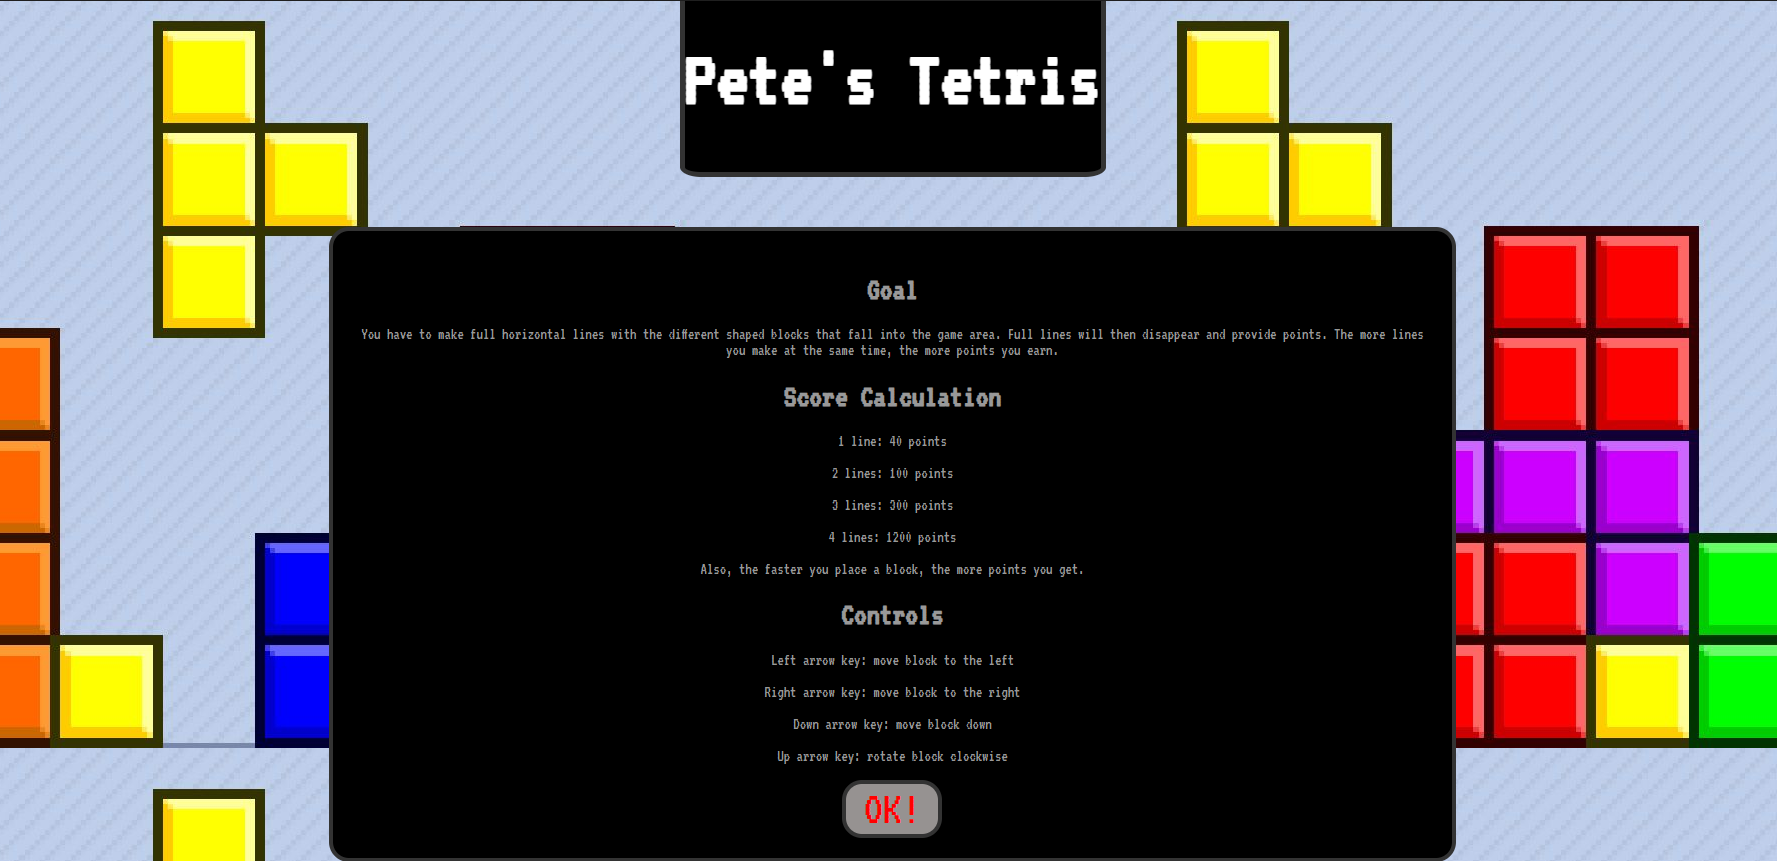 Pete's Tetris
Goal
You have to make full horizontal lines with the different shaped blocks that fall into the game area. Full lines will then disappear and provide points. The more lines
you make at the same time, the more points you earn.
Score Calculation
1 line: 40 points
2 lines: 100 points
3 lines: 300 points
4 lines: 1200 points
Also, the faster you place a block, the more points you get.
Controls
Left arrow key: move block to the left
Right arrow key: move block to the right
Down arrow key: move block down
Up arrow key: rotate block clockwise
OK!